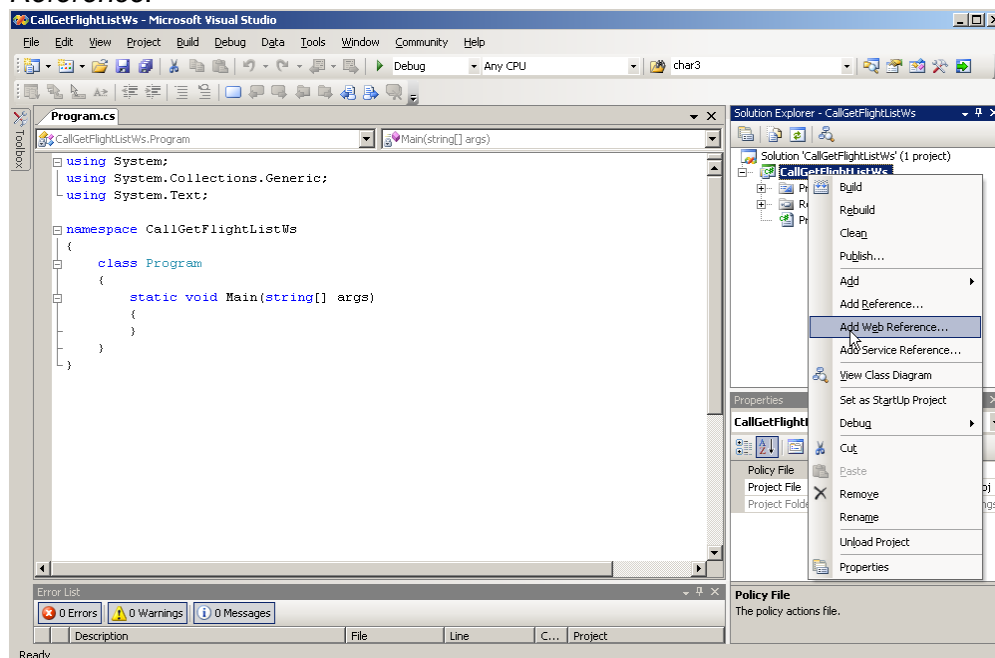 Reference.
CallGetFlightListWs - Microsoft Visual Studio
File Edit View Project Build Debug Data Tools Window Community Help
Debug Any CPU char3
Toolbox
Program.cs
CallGetFlightListWs.Program Main(string[] args)
using System;
using System.Collections.Generic;
using System.Text;
namespace CallGetFlightListWs
{
class Program
{
static void Main(string[] args)
{
}
}
}
Solution Explorer - CallGetFlightListWs
Solution 'CallGetFlightListWs' (1 project)
CallGetFlightListWs
Pr
R
Pr
Build
Rebuild
Clean
Publish...
Add
Add Reference...
Add Web Reference...
Add Service Reference...
View Class Diagram
Set as StartUp Project
Debug
Cut
Paste
Remove
Rename
Unload Project
Properties
Properties
CallGetFlightl
Policy File
Project File
Project Folde
Policy File
The policy actions file.
Error List
0 Errors 0 Warnings 0 Messages
Description File Line C... Project
Ready